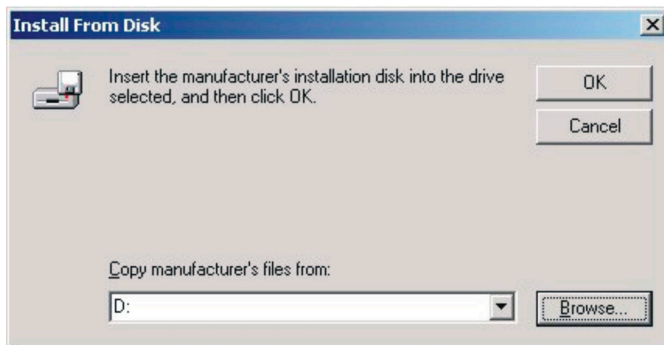 Install From Disk
Insert the manufacturer's installation disk into the drive
selected, and then click OK.
OK
Cancel
Copy manufacturer's files from:
D:
Browse...